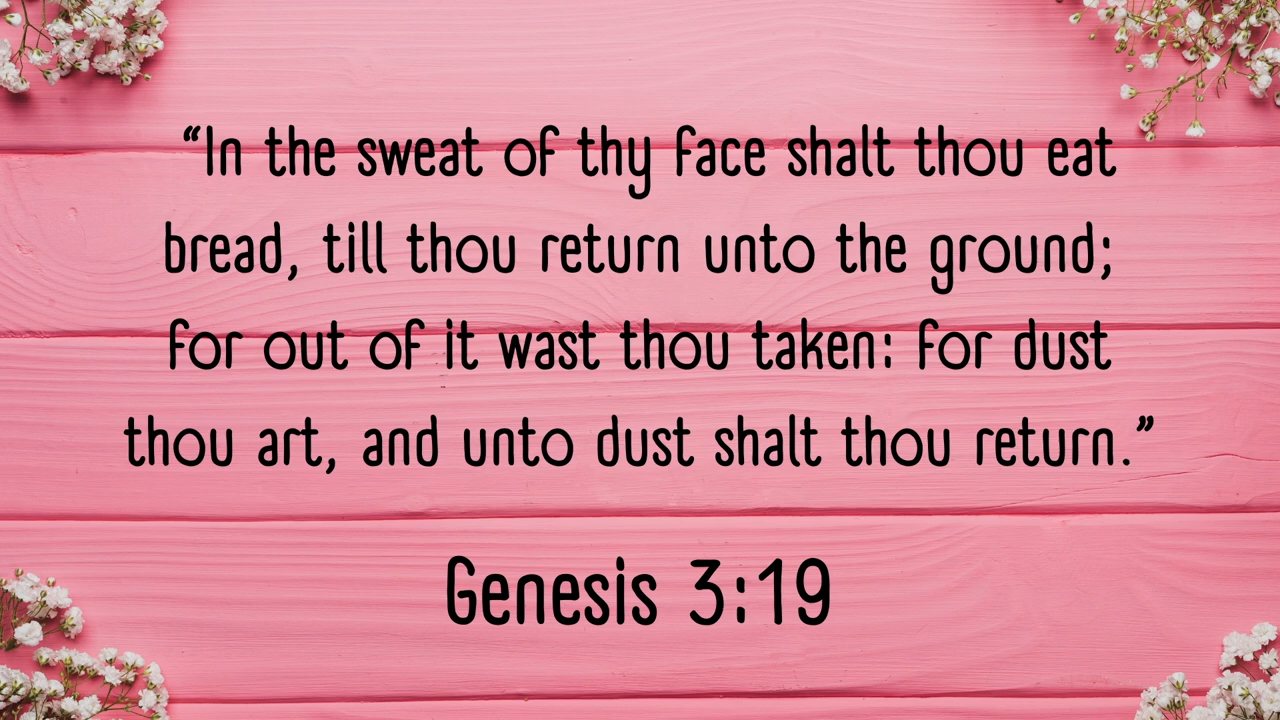 “In the sweat of thy face shalt thou eat
bread, till thou return unto the ground;
for out of it wast thou taken: for dust
thou art, and unto dust shalt thou return.”
Genesis 3:19